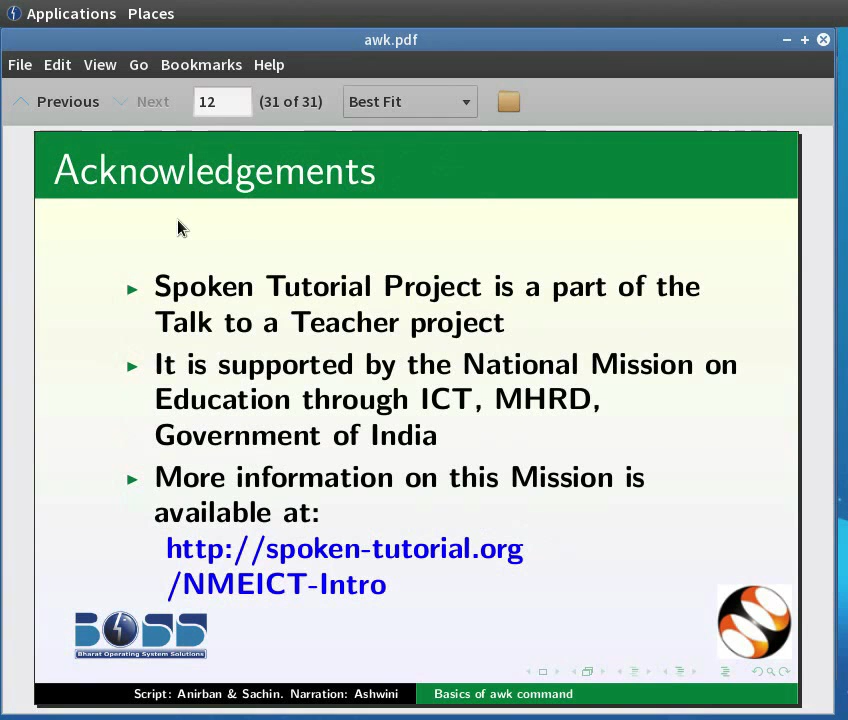 Applications Places
awk.pdf
File Edit View Go Bookmarks Help
Previous Next 12 (31 of 31) Best Fit
Acknowledgements
Spoken Tutorial Project is a part of the
Talk to a Teacher project
It is supported by the National Mission on
Education through ICT, MHRD,
Government of India
More information on this Mission is
available at:
http://spoken-tutorial.org
/NMEICT-Intro
BOSS
Bharat Operating System Solutions
Script: Anirban & Sachin. Narration: Ashwini Basics of awk command